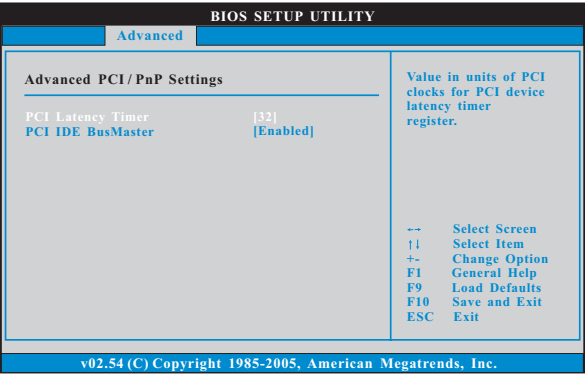 BIOS SETUP UTILITY
Advanced
Advanced PCI / PnP Settings
PCI Latency Timer [32]
PCI IDE BusMaster [Enabled]
Value in units of PCI
clocks for PCI device
latency timer
register.
←→ Select Screen
↑↓ Select Item
+- Change Option
F1 General Help
F9 Load Defaults
F10 Save and Exit
ESC Exit
v02.54 (C) Copyright 1985-2005, American Megatrends, Inc.